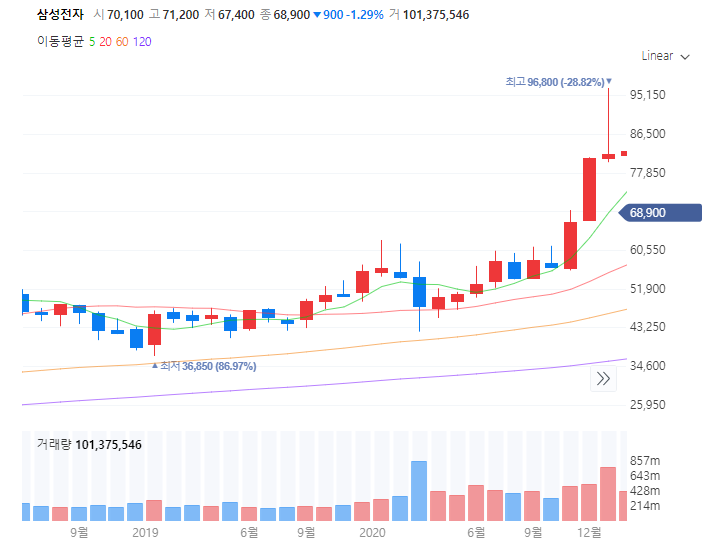 삼성전자 시 70,100 고 71,200 저 67,400 종 68,900 ▼ 900 -1.29% 거 101,375,546
이동평균 5 20 60 120
Linear
최고 96,800 (-28.82%) ▼
95,150
86,500
77,850
68,900
60,550
51,900
43,250
34,600
25,950
▲ 최저 36,850 (86.97%)
거래량 101,375,546
857m
643m
428m
214m
9월 2019 6월 9월 2020 6월 9월 12월